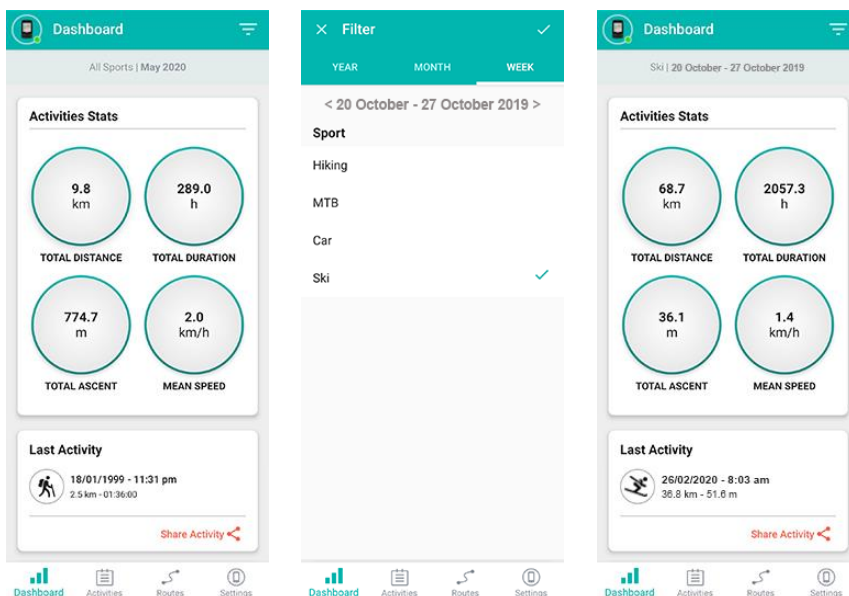 Dashboard
All Sports | May 2020
Activities Stats
9.8
km
289.0
h
TOTAL DISTANCE
TOTAL DURATION
774.7
m
2.0
km/h
TOTAL ASCENT
MEAN SPEED
Last Activity
18/01/1999 - 11:31 pm
2.5 km - 01:36:00
Share Activity
Dashboard
Activities
Routes
Settings
Filter
YEAR
MONTH
WEEK
< 20 October - 27 October 2019 >
Sport
Hiking
MTB
Car
Ski
Dashboard
Activities
Routes
Settings
Dashboard
Ski | 20 October - 27 October 2019
Activities Stats
68.7
km
2057.3
h
TOTAL DISTANCE
TOTAL DURATION
36.1
m
1.4
km/h
TOTAL ASCENT
MEAN SPEED
Last Activity
26/02/2020 - 8:03 am
36.8 km - 51.6 m
Share Activity
Dashboard
Activities
Routes
Settings